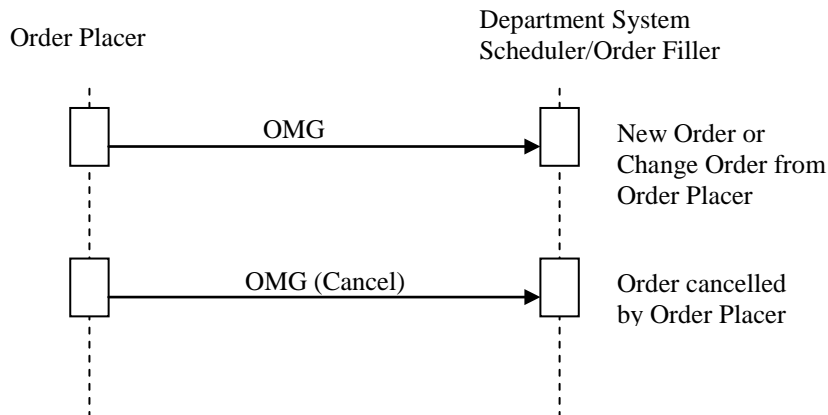 Order Placer
Department System
Scheduler/Order Filler
OMG
New Order or
Change Order from
Order Placer
OMG (Cancel)
Order cancelled
by Order Placer